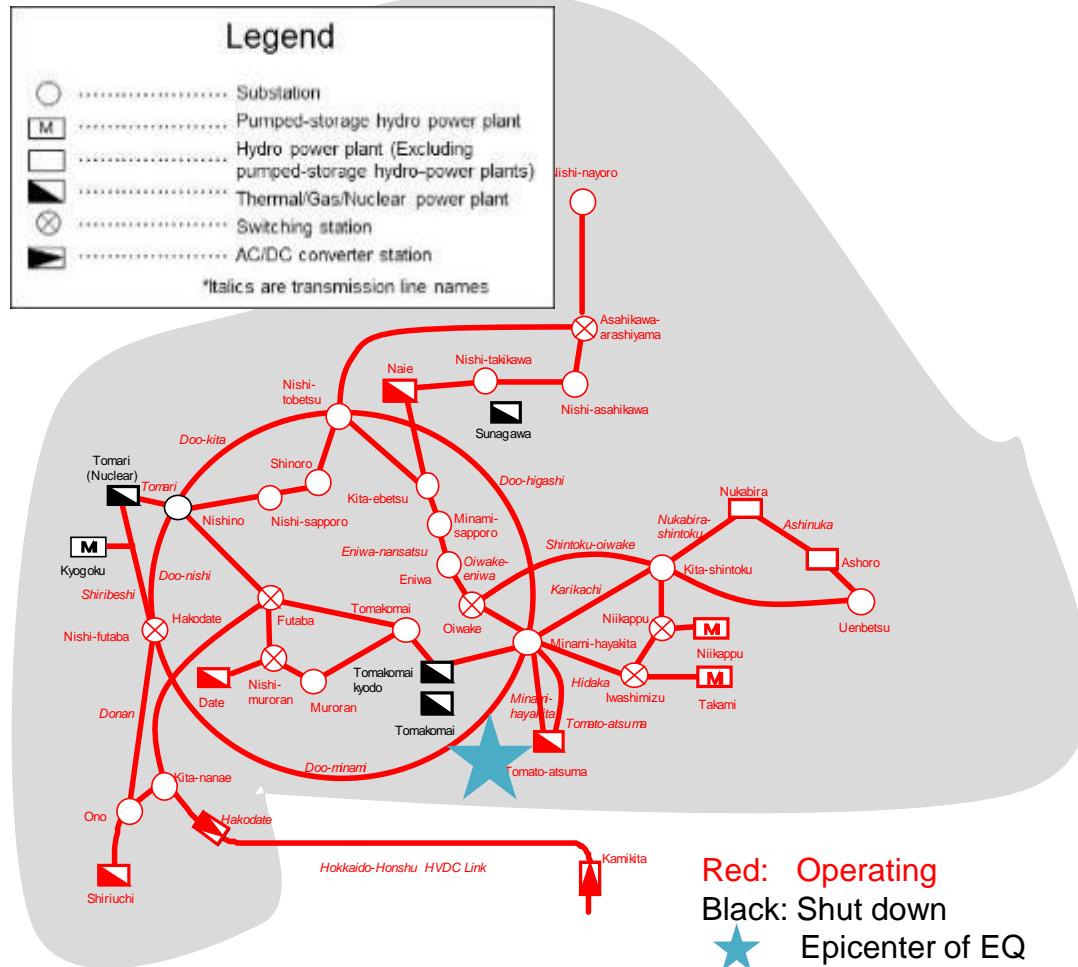 Legend
Substation
M
Pumped-storage hydro power plant
Hydro power plant (Excluding
pumped-storage hydro-power plants)
Thermal/Gas/Nuclear power plant
Switching station
AC/DC converter station
*Italics are transmission line names
Nishi-nayoro
Asahikawa-
arashiyama
Nishi-takikawa
Naie
Nishi-
tobetsu
Nishi-asahikawa
Sunagawa
Doo-kita
Shinoro
Tomari
(Nuclear)
Tomari
Doo-higashi
Kita-ebetsu
Nukabira
Nishino
Nishi-sapporo
Minami-
sapporo
Nukabira-
shintoku
Ashinuka
M
Kyogoku
Eniwa-nansatsu
Oiwake-
eniwa
Shintoku-oiwake
Ashoro
Doo-nishi
Eniwa
Kita-shintoku
Shiribeshi
Karikachi
Hakodate
Tomakomai
Futaba
Oiwake
Niikappu
Uenbetsu
Nishi-futaba
M
Minami-hayakita
Niikappu
Tomakomai
kyodo
Hidaka
Iwashimizu
M
Takami
Date
Nishi-
muroran
Muroran
Minami-
hayakita
Donan
Tomakomai
Tomato-atsuma
Doo-minami
Tomato-atsuma
Kita-nanae
Ono
Hakodate
Kamikita
Hokkaido-Honshu HVDC Link
Shiriuchi
Red: Operating
Black: Shut down
Epicenter of EQ